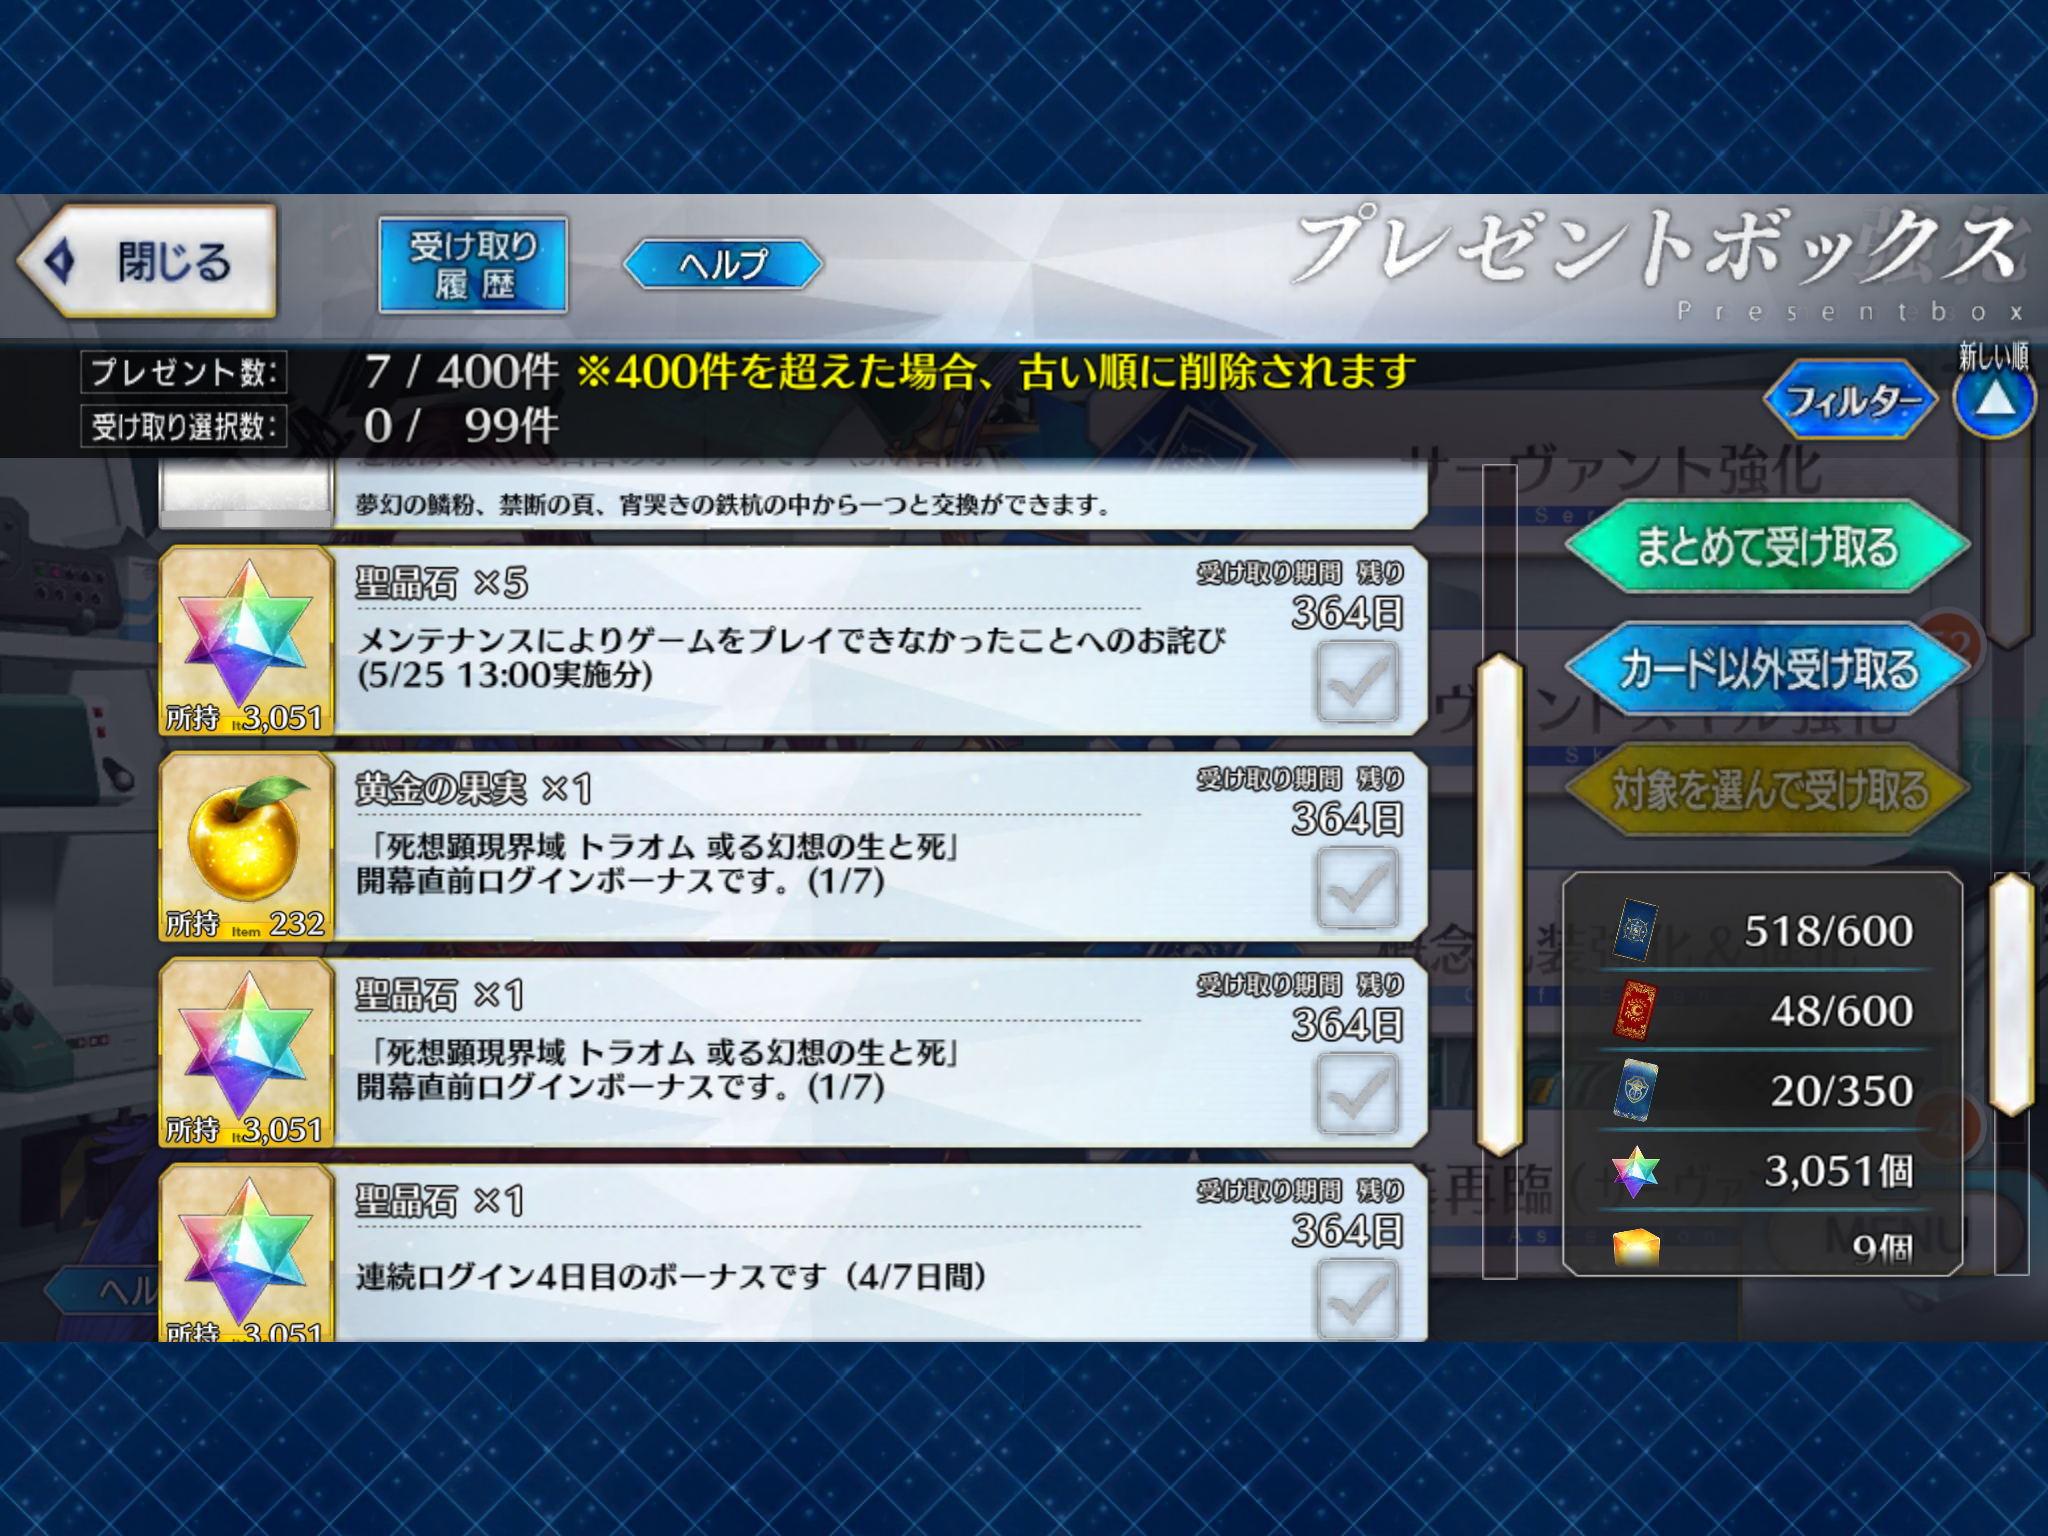 閉じる
受け取り
履歴
ヘルプ
プレゼントボックス
Presentbox
プレゼント数:
7 / 400件 ※400件を超えた場合、古い順に削除されます
受け取り選択数:
0 / 99件
フィルター
新しい順
夢幻の鱗粉、禁断の頁、宵哭きの鉄杭の中から一つと交換ができます。
聖晶石 ×5
受け取り期間 残り
364日
メンテナンスによりゲームをプレイできなかったことへのお詫び
(5/25 13:00実施分)
所持 3,051
黄金の果実 ×1
受け取り期間 残り
364日
「死想顕現界域 トラオム 或る幻想の生と死」
開幕直前ログインボーナスです。(1/7)
所持 Item 232
聖晶石 ×1
受け取り期間 残り
364日
「死想顕現界域 トラオム 或る幻想の生と死」
開幕直前ログインボーナスです。(1/7)
所持 3,051
聖晶石 ×1
受け取り期間 残り
364日
連続ログイン4日目のボーナスです（4/7日間）
所持 3,051
サーヴァント強化
まとめて受け取る
カード以外受け取る
対象を選んで受け取る
518/600
48/600
20/350
3,051個
9個
MENU
ヘル